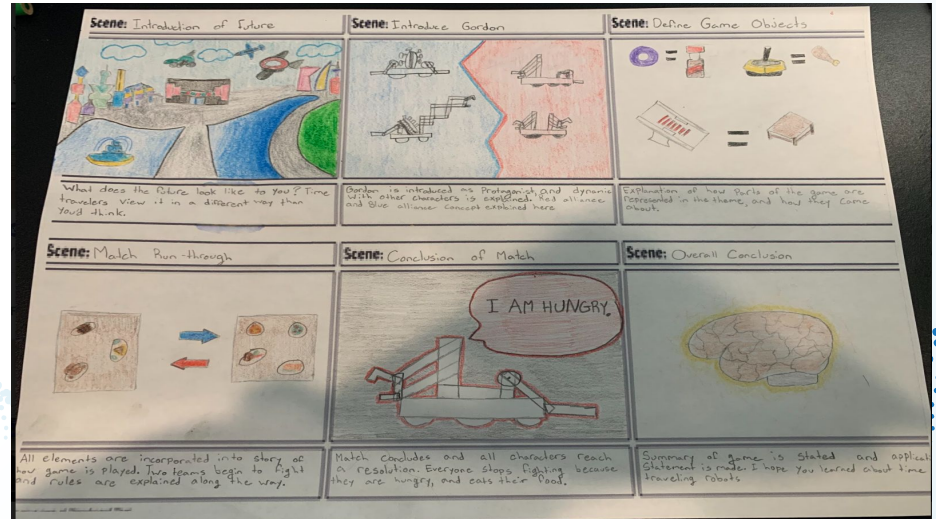 Scene: Introduction of future
Scene: Introduce Gordon
Scene: Define Game Objects
What does the future look like to you? Time
travelers view it in a different way than
you'd think.
Gordon is introduced as Protagonist, and dynamic
with other characters is explained. Red alliance
and Blue alliance concept explained here
Explanation of how Parts of the game are
represented in the theme, and how they come
about.
Scene: Match Run-through
Scene: Conclusion of Match
Scene: Overall Conclusion
I AM HUNGRY.
All elements are incorporated into story of
how game is played. Two teams begin to fight
and rules are explained along the way.
Match concludes and all characters reach
a resolution. Everyone stops fighting because
they are hungry, and eats their food.
Summary of game is stated and applicati
Statement is made. I hope you learned about time
traveling robots